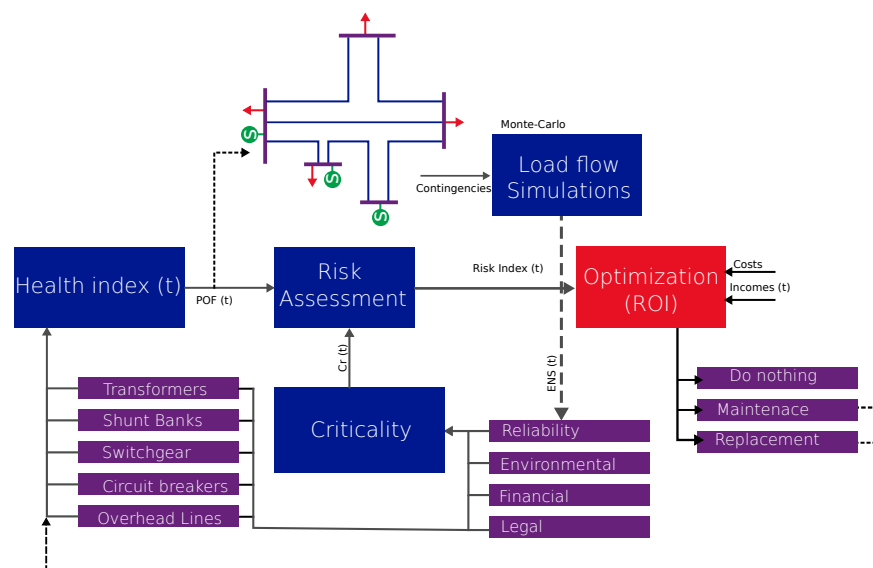 Monte-Carlo
Load flow
Simulations
Contingencies
S
S
S
Health index (t)
POF (t)
Risk
Assessment
Risk Index (t)
Optimization
(ROI)
Costs
Incomes (t)
Cr (t)
ENS (t)
Do nothing
Maintenace
Replacement
Transformers
Shunt Banks
Switchgear
Circuit breakers
Overhead Lines
Criticality
Reliability
Environmental
Financial
Legal